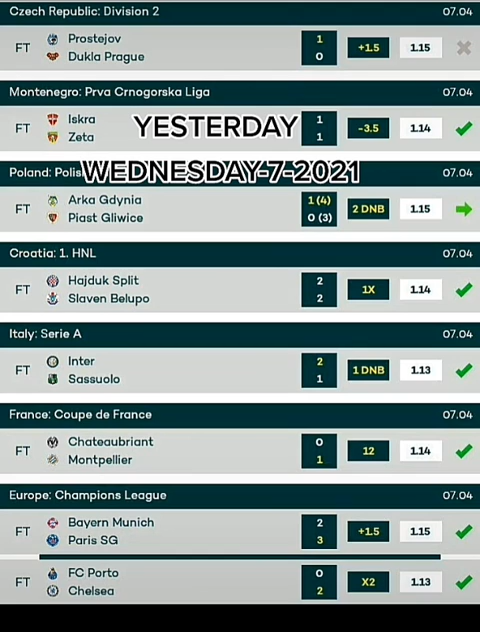 Czech Republic: Division 2 07.04
FT Prostejov 1 +1.5 1.15
Dukla Prague 0
Montenegro: Prva Crnogorska Liga 07.04
FT Iskra 1 -3.5 1.14
Zeta 1
YESTERDAY
Poland: Polis 07.04
WEDNESDAY-7-2021
FT Arka Gdynia 1 (4) 2 DNB 1.15
Piast Gliwice 0 (3)
Croatia: 1. HNL 07.04
FT Hajduk Split 2 1X 1.14
Slaven Belupo 2
Italy: Serie A 07.04
FT Inter 2 1 DNB 1.13
Sassuolo 1
France: Coupe de France 07.04
FT Chateaubriant 0 12 1.14
Montpellier 1
Europe: Champions League 07.04
FT Bayern Munich 2 +1.5 1.15
Paris SG 3
FT FC Porto 0 X2 1.13
Chelsea 2